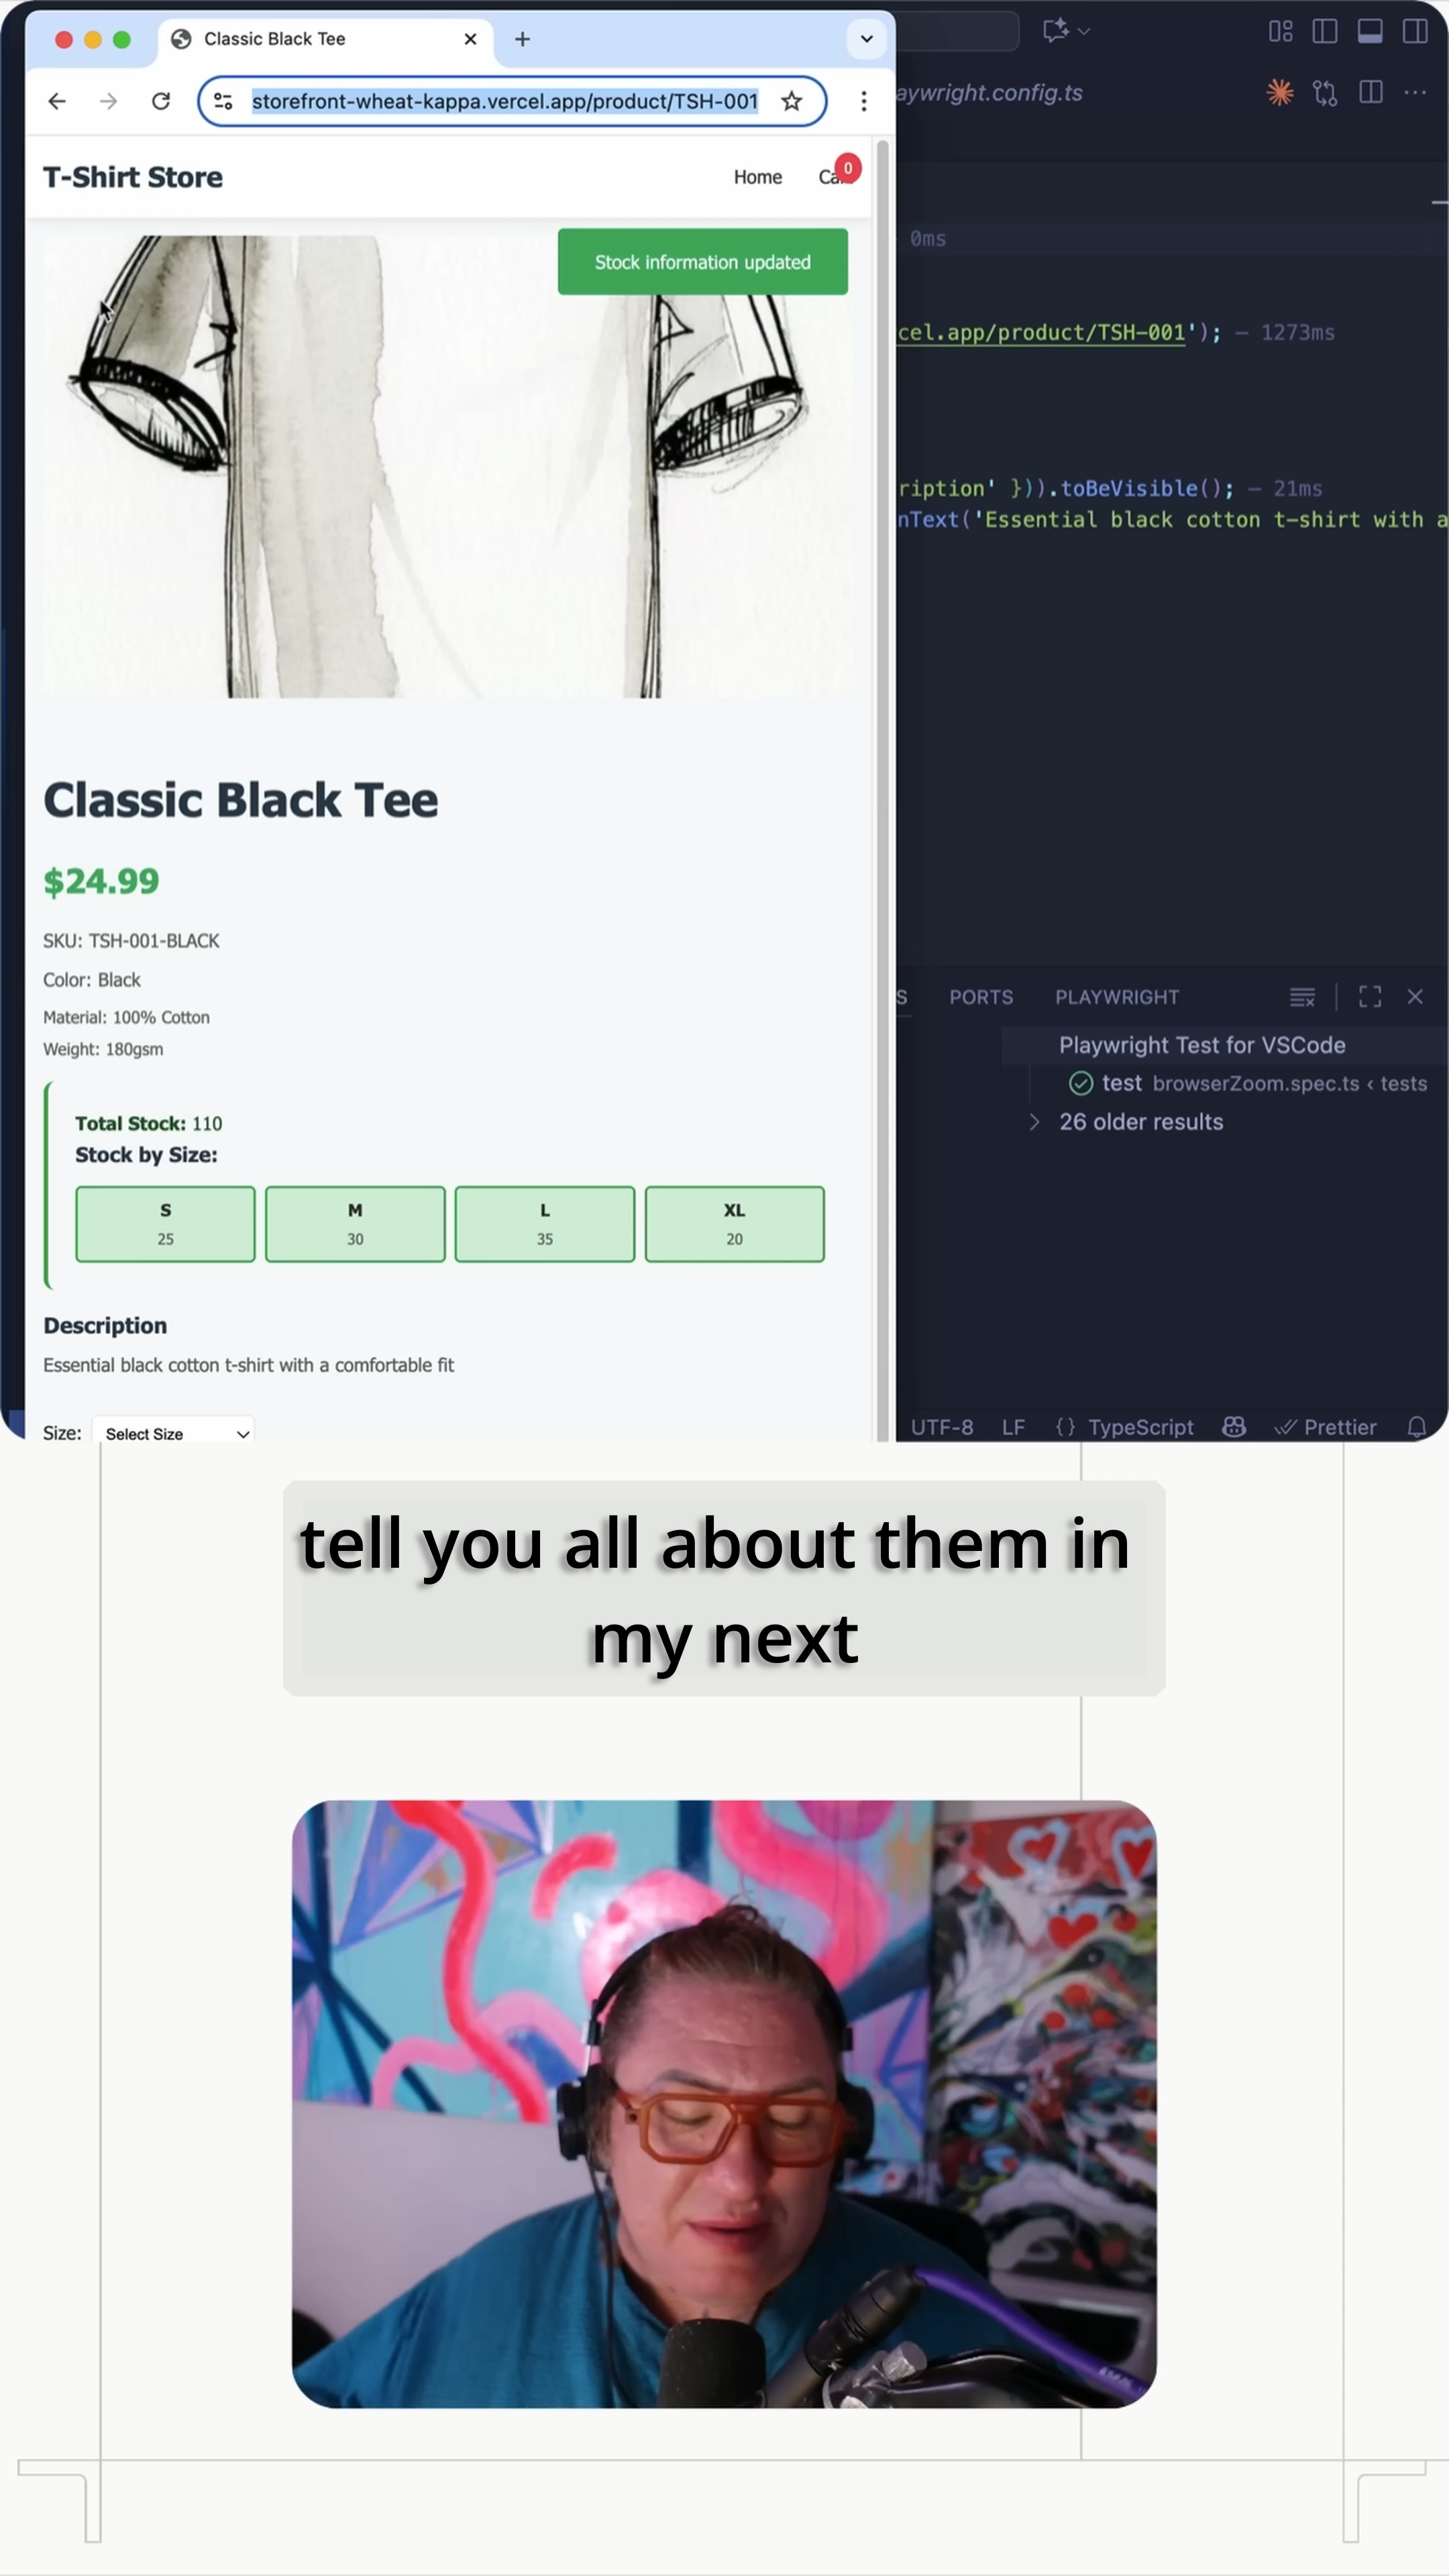 Classic Black Tee
storefront-wheat-kappa.vercel.app/product/TSH-001
aywright.config.ts
T-Shirt Store
Home
0
Stock information updated
0ms
cel.app/product/TSH-001'); — 1273ms
ription' })).toBeVisible(); — 21ms
nText('Essential black cotton t-shirt with a
Classic Black Tee
$24.99
SKU: TSH-001-BLACK
Color: Black
Material: 100% Cotton
Weight: 180gsm
Total Stock: 110
Stock by Size:
S
25
M
30
L
35
XL
20
Description
Essential black cotton t-shirt with a comfortable fit
Size: Select Size
S PORTS PLAYWRIGHT
Playwright Test for VSCode
test browserZoom.spec.ts ‹ tests
26 older results
UTF-8 LF {} TypeScript Prettier
tell you all about them in
my next